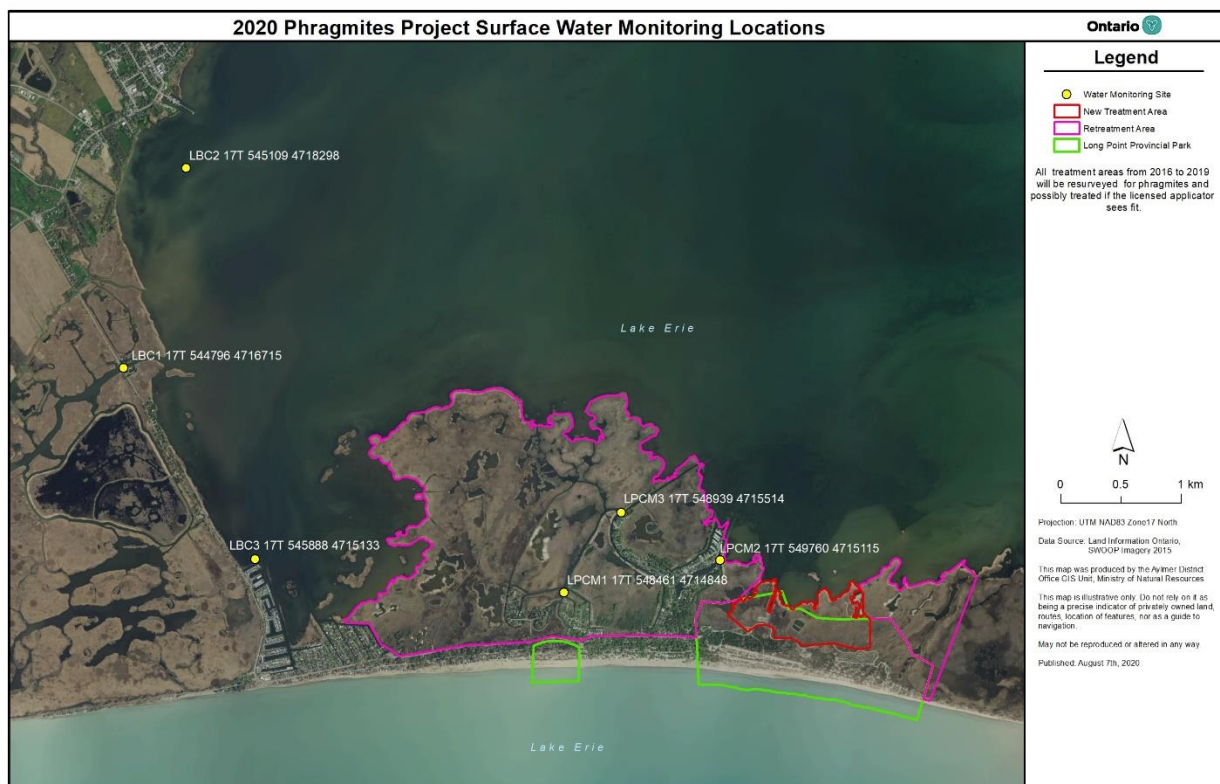 2020 Phragmites Project Surface Water Monitoring Locations
Ontario
Legend
Water Monitoring Site
New Treatment Area
Retreatment Area
Long Point Provincial Park
All treatment areas from 2016 to 2019
will be resurveyed for phragmites and
possibly treated if the licensed applicator
sees fit.
LBC2 17T 545109 4718298
Lake Erie
LBC1 17T 544796 4716715
LPCM3 17T 548939 4715514
LBC3 17T 545888 4715133
LPCM2 17T 549760 4715115
LPCM1 17T 548461 4714848
Lake Erie
N
0 0.5 1 km
Projection: UTM NAD83 Zone17 North
Data Source: Land Information Ontario,
SWOOP Imagery 2015
This map was produced by the Aylmer District
Office GIS Unit, Ministry of Natural Resources
This map is illustrative only. Do not rely on it as
being a precise indicator of privately owned land,
routes, location of features, nor as a guide to
navigation.
May not be reproduced or altered in any way.
Published: August 7th, 2020